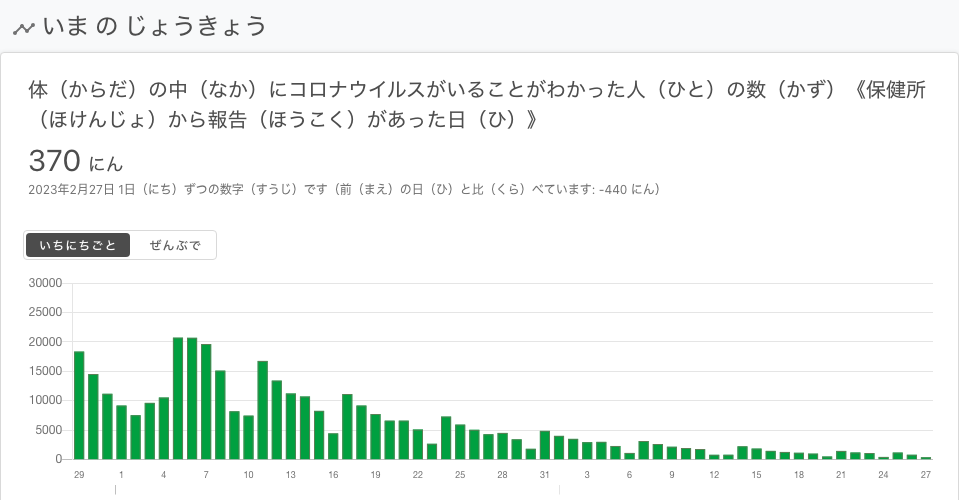 いま の じょうきょう
体（からだ）の中（なか）にコロナウイルスがいることがわかった人（ひと）の数（かず）《保健所
（ほけんじょ）から報告（ほうこく）があった日（ひ）》
370 にん
2023年2月27日 1日（にち）ずつの数字（すうじ）です（前（まえ）の日（ひ）と比（くら）べています: -440 にん）
いちにちごと ぜんぶで
30000
25000
20000
15000
10000
5000
0
29 1 4 7 10 13 16 19 22 25 28 31 3 6 9 12 15 18 21 24 27